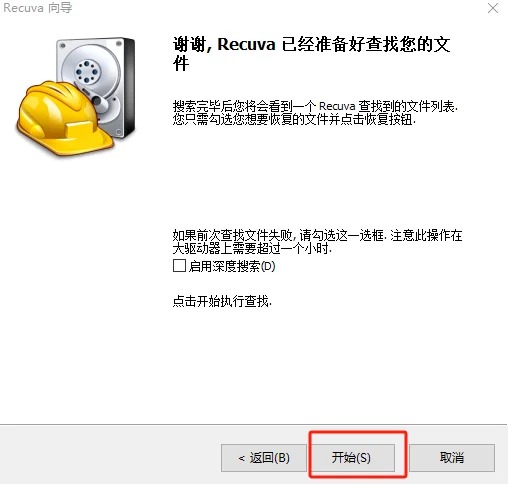 Recuva 向导
谢谢, Recuva 已经准备好查找您的文
件
搜索完毕后您将会看到一个 Recuva 查找到的文件列表.
您只需勾选您想要恢复的文件并点击恢复按钮.
如果前次查找文件失败, 请勾选这一选框. 注意此操作在
大驱动器上需要超过一个小时.
启用深度搜索(D)
点击开始执行查找.
< 返回(B)
开始(S)
取消